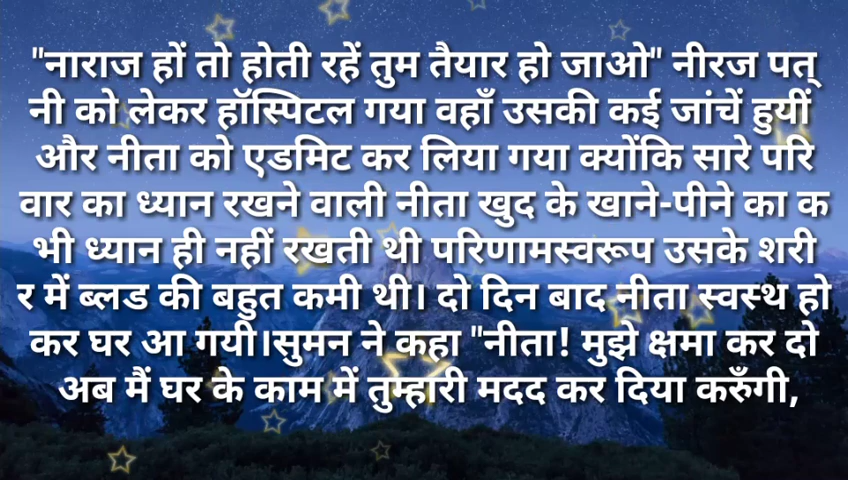 "नाराज हों तो होती रहें तुम तैयार हो जाओ" नीरज पत्
नी को लेकर हॉस्पिटल गया वहाँ उसकी कई जांचें हुयीं
और नीता को एडमिट कर लिया गया क्योंकि सारे परि
वार का ध्यान रखने वाली नीता खुद के खाने-पीने का क
भी ध्यान ही नहीं रखती थी परिणामस्वरूप उसके शरी
र में ब्लड की बहुत कमी थी। दो दिन बाद नीता स्वस्थ हो
कर घर आ गयी।सुमन ने कहा "नीता! मुझे क्षमा कर दो
अब मैं घर के काम में तुम्हारी मदद कर दिया करुँगी,